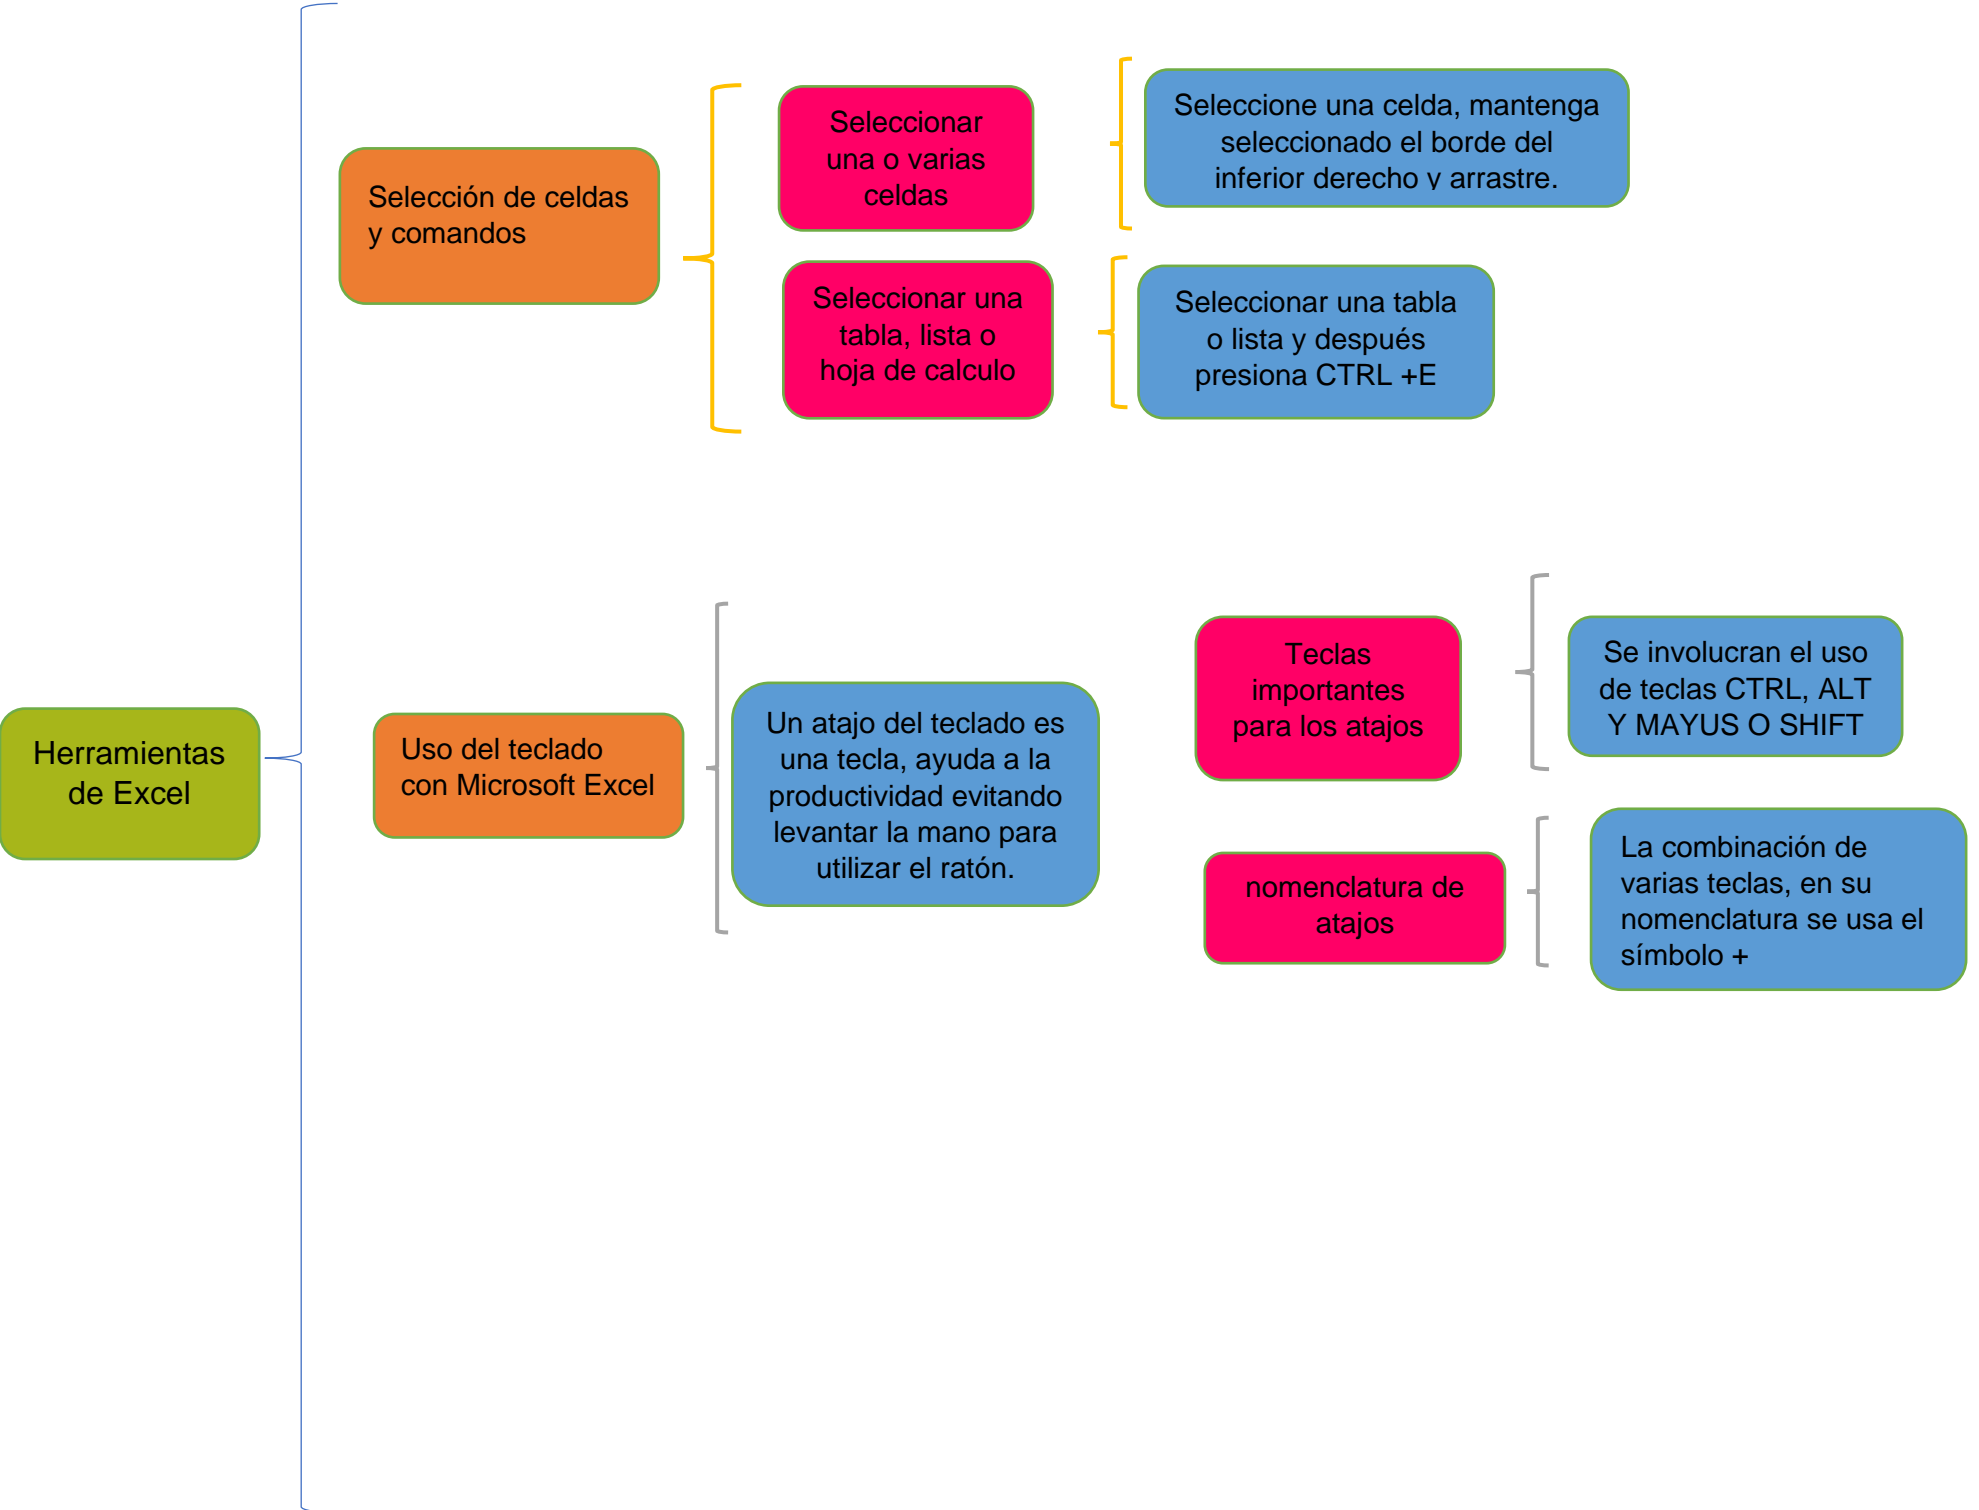 Herramientas
de Excel
Selección de celdas
y comandos
Seleccionar
una o varias
celdas
Seleccione una celda, mantenga
seleccionado el borde del
inferior derecho y arrastre.
Seleccionar una
tabla, lista o
hoja de calculo
Seleccionar una tabla
o lista y después
presiona CTRL +E
Uso del teclado
con Microsoft Excel
Un atajo del teclado es
una tecla, ayuda a la
productividad evitando
levantar la mano para
utilizar el ratón.
Teclas
importantes
para los atajos
Se involucran el uso
de teclas CTRL, ALT
Y MAYUS O SHIFT
nomenclatura de
atajos
La combinación de
varias teclas, en su
nomenclatura se usa el
símbolo +